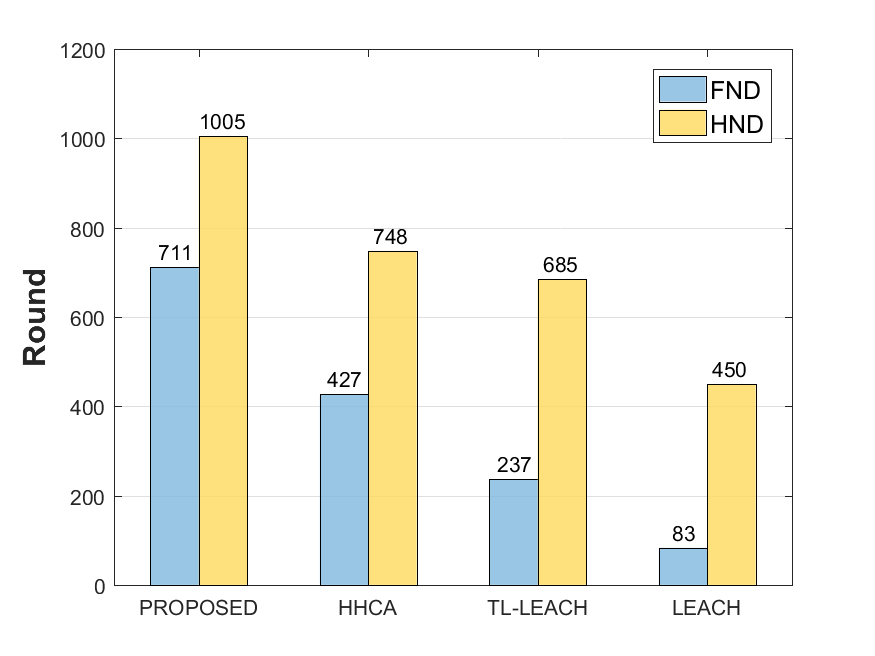 1200
1000
800
600
400
200
0
Round
FND
HND
711
1005
427
748
237
685
83
450
PROPOSED
HHCA
TL-LEACH
LEACH